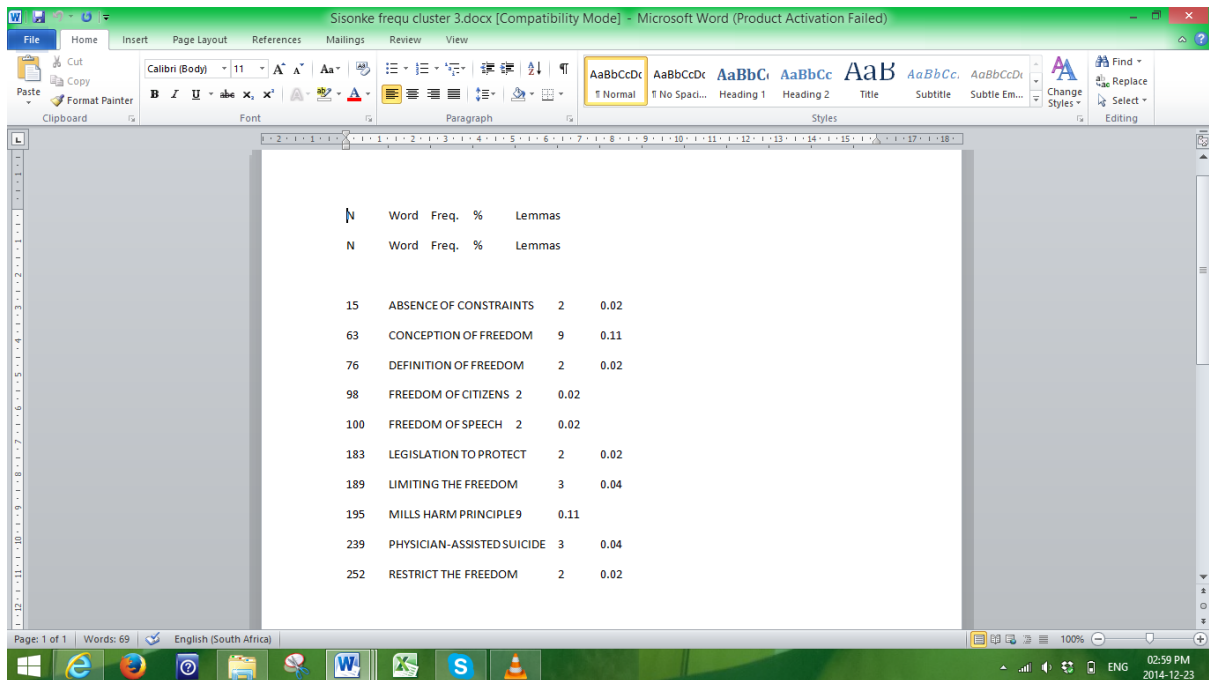 Sisonke frequ cluster 3.docx [Compatibility Mode] - Microsoft Word (Product Activation Failed)
File Home Insert Page Layout References Mailings Review View
Cut
Copy
Format Painter
Paste
Calibri (Body) 11
AaBbCcDc AaBbCcDc AaBbC AaBbCc AaB AaBbCc. AaBbCcDc
¶ Normal ¶ No Spaci... Heading 1 Heading 2 Title Subtitle Subtle Em...
Change Styles
Find
Replace
Select
Clipboard Font Paragraph Styles Editing
N Word Freq. % Lemmas
N Word Freq. % Lemmas
15 ABSENCE OF CONSTRAINTS 2 0.02
63 CONCEPTION OF FREEDOM 9 0.11
76 DEFINITION OF FREEDOM 2 0.02
98 FREEDOM OF CITIZENS 2 0.02
100 FREEDOM OF SPEECH 2 0.02
183 LEGISLATION TO PROTECT 2 0.02
189 LIMITING THE FREEDOM 3 0.04
195 MILLS HARM PRINCIPLE9 0.11
239 PHYSICIAN-ASSISTED SUICIDE 3 0.04
252 RESTRICT THE FREEDOM 2 0.02
Page: 1 of 1 Words: 69 English (South Africa) 100%
ENG 02:59 PM
2014-12-23